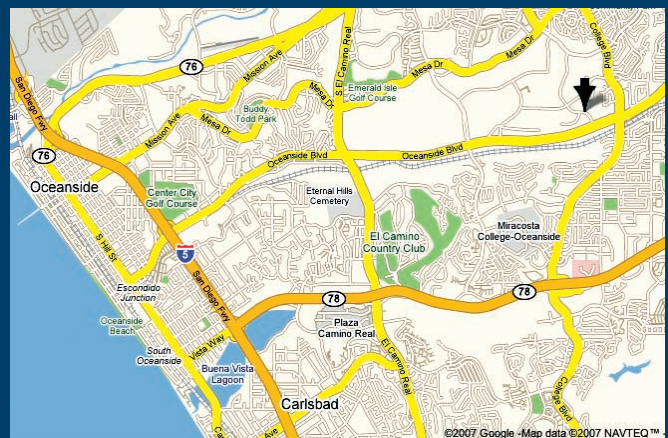 76
Mission Ave
S El Camino Real
Mesa Dr
College Blvd
San Diego Fwy
Emerald Isle
Golf Course
Mesa Dr
Buddy
Todd Park
Mission Ave
Mesa Dr
76
Oceanside Blvd
Oceanside Blvd
Oceanside
Center City
Golf Course
Eternal Hills
Cemetery
El Camino
Country Club
Miracosta
College-Oceanside
S Hill St
5
San Diego Fwy
Escondido
Junction
78
78
Oceanside
Beach
Plaza
Camino Real
Vista Way
South
Oceanside
El Camino Real
Buena Vista
Lagoon
College Blvd
Carlsbad
Ave
©2007 Google -Map data ©2007 NAVTEQ™